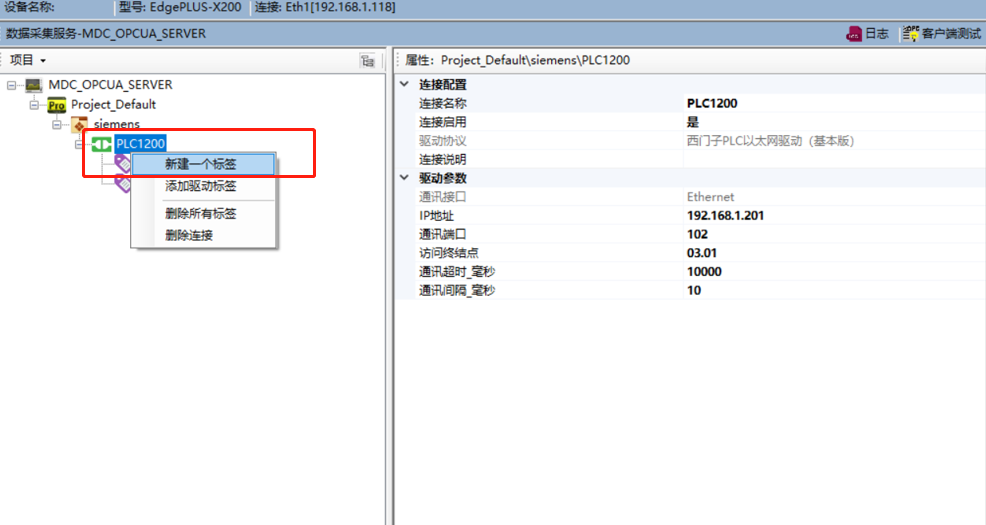 设备名称: 型号: EdgePLUS-X200 连接: Eth1[192.168.1.118]
数据采集服务-MDC_OPCUA_SERVER 日志 客户端测试
项目 属性: Project_Default\siemens\PLC1200
MDC_OPCUA_SERVER
Pro Project_Default
siemens
PLC1200
新建一个标签
添加驱动标签
删除所有标签
删除连接
连接配置
连接名称 PLC1200
连接启用 是
驱动协议 西门子PLC以太网驱动（基本版）
连接说明
驱动参数
通讯接口 Ethernet
IP地址 192.168.1.201
通讯端口 102
访问终结点 03.01
通讯超时_毫秒 10000
通讯间隔_毫秒 10